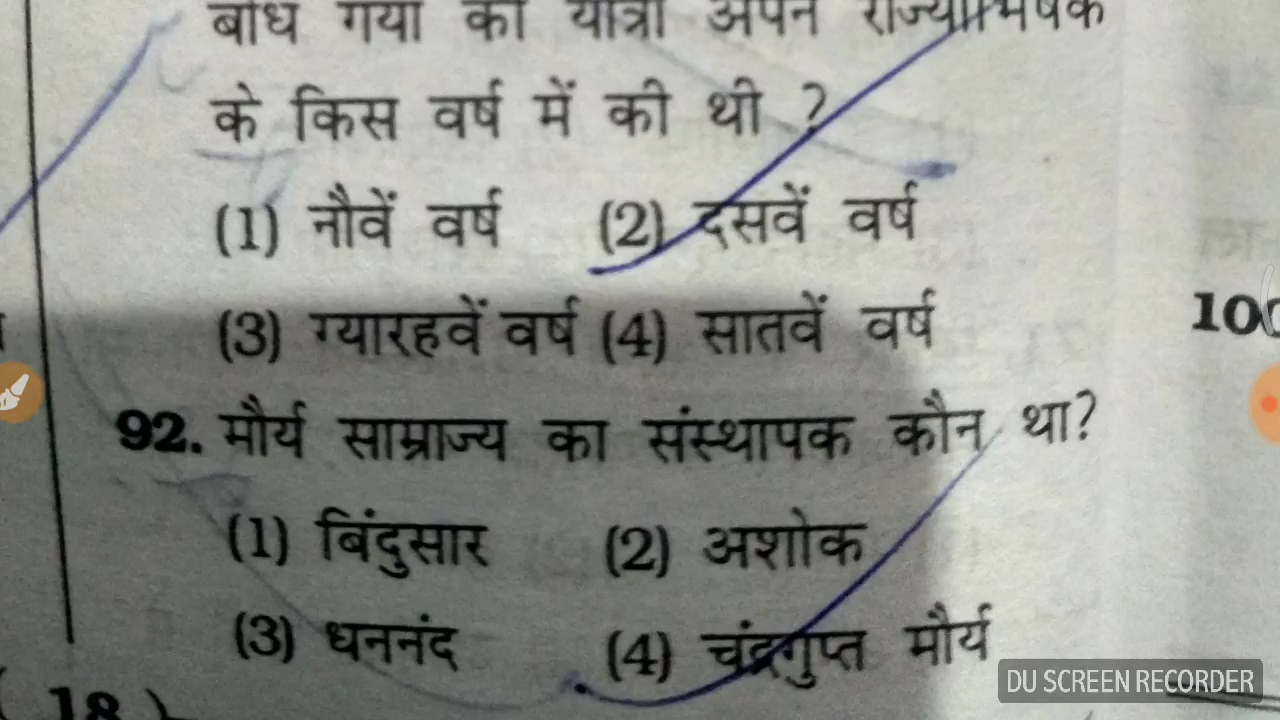 बोध गया की यात्रा अपने राज्याभिषेक
के किस वर्ष में की थी ?
(1) नौवें वर्ष (2) दसवें वर्ष
(3) ग्यारहवें वर्ष (4) सातवें वर्ष
92. मौर्य साम्राज्य का संस्थापक कौन था?
(1) बिंदुसार (2) अशोक
(3) धननंद (4) चंद्रगुप्त मौर्य
( 18 )
DU SCREEN RECORDER